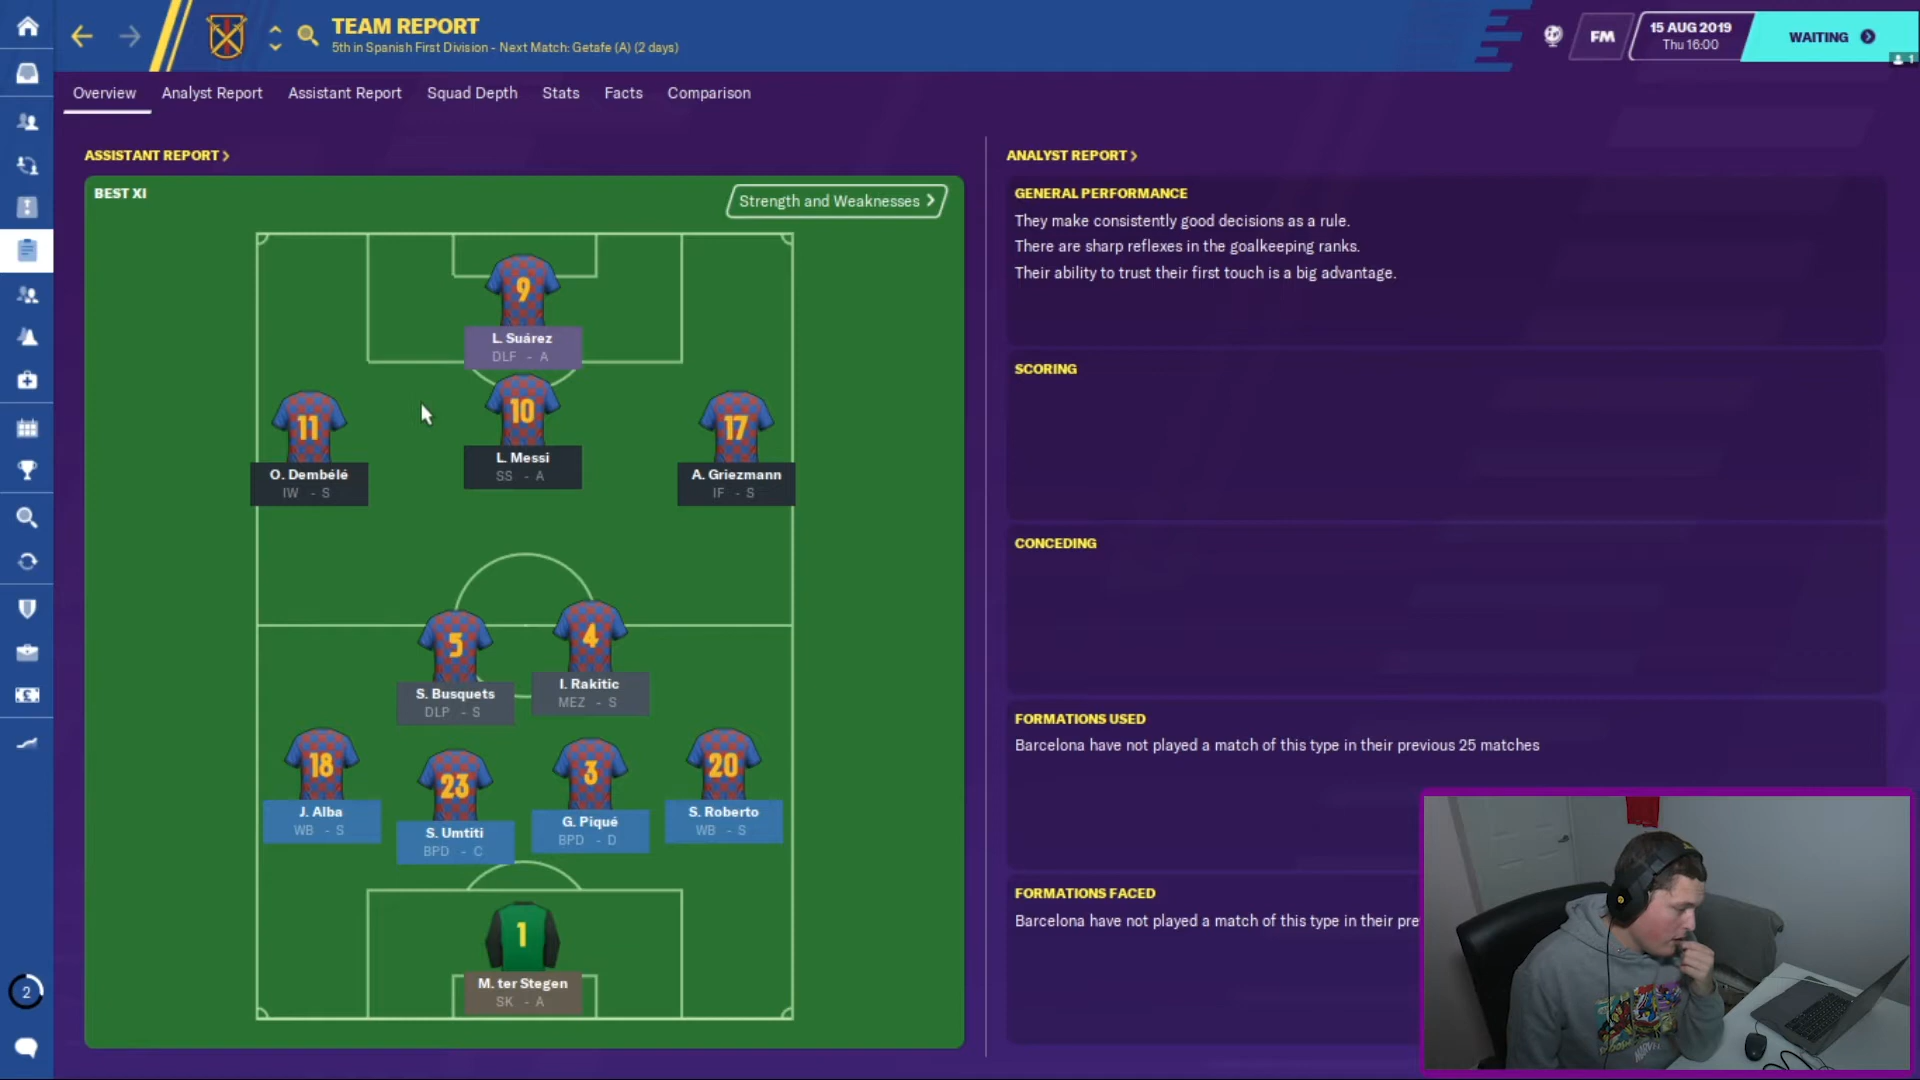 TEAM REPORT
5th in Spanish First Division - Next Match: Getafe (A) (2 days)
FM
15 AUG 2019
Thu 16:00
WAITING
1
Overview
Analyst Report
Assistant Report
Squad Depth
Stats
Facts
Comparison
ASSISTANT REPORT
BEST XI
Strength and Weaknesses
9
L. Suárez
DLF - A
11
O. Dembélé
IW - S
10
L. Messi
SS - A
17
A. Griezmann
IF - S
5
S. Busquets
DLP - S
4
I. Rakitic
MEZ - S
18
J. Alba
WB - S
23
S. Umtiti
BPD - C
3
G. Piqué
BPD - D
20
S. Roberto
WB - S
1
M. ter Stegen
SK - A
2
ANALYST REPORT
GENERAL PERFORMANCE
They make consistently good decisions as a rule.
There are sharp reflexes in the goalkeeping ranks.
Their ability to trust their first touch is a big advantage.
SCORING
CONCEDING
FORMATIONS USED
Barcelona have not played a match of this type in their previous 25 matches
FORMATIONS FACED
Barcelona have not played a match of this type in their pre